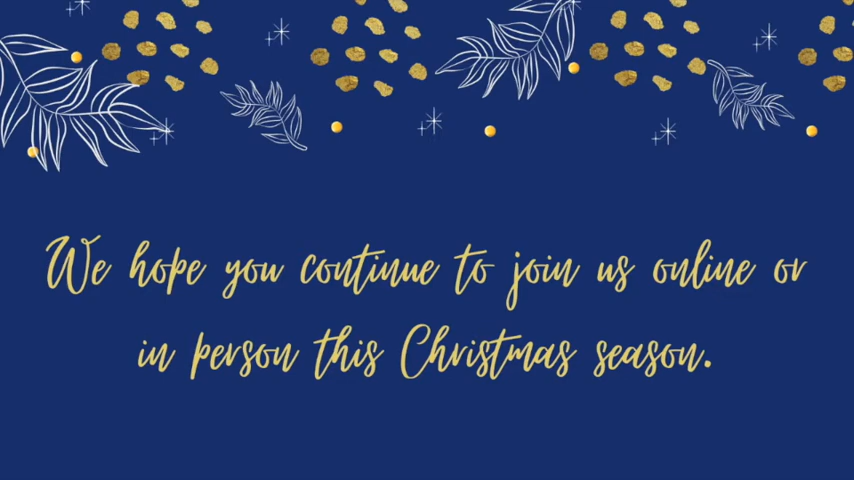 We hope you continue to join us online or
in person this Christmas season.